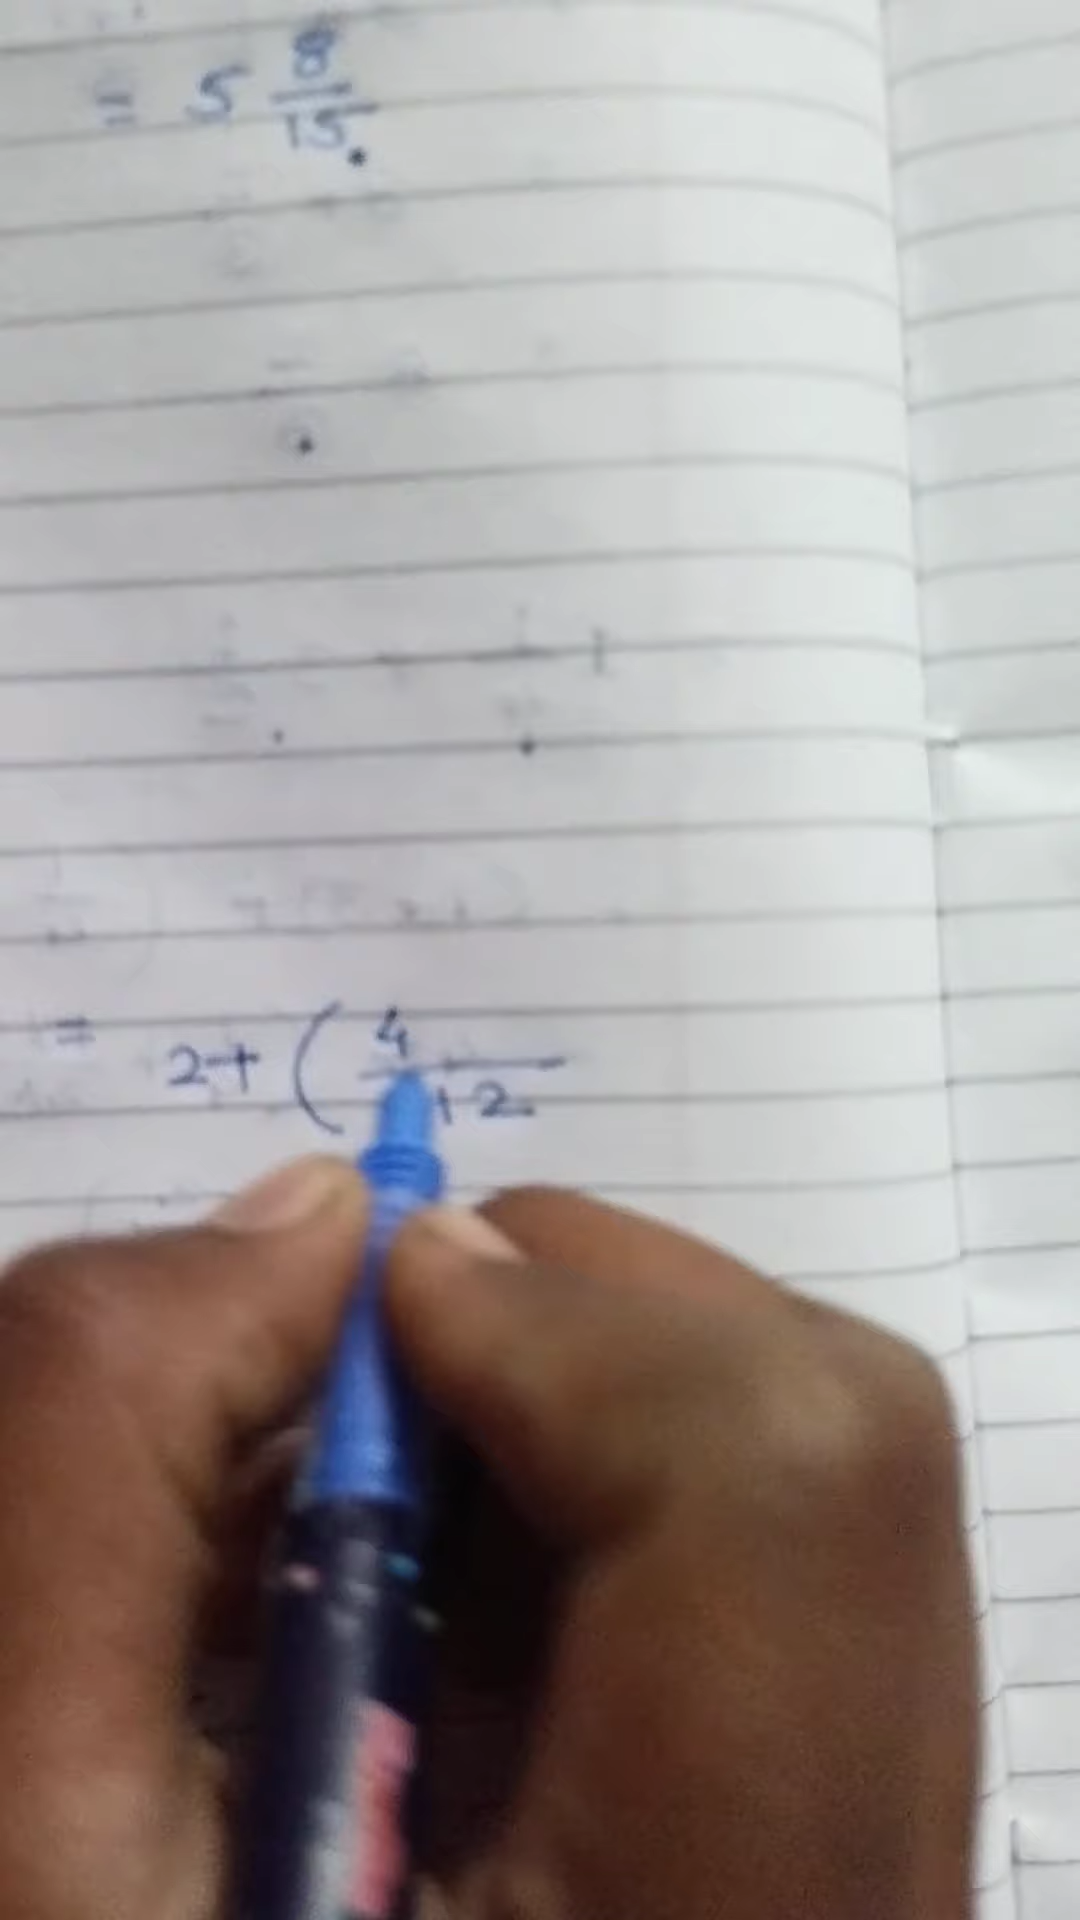 = 5 8/15
= 2+ ( 4/12